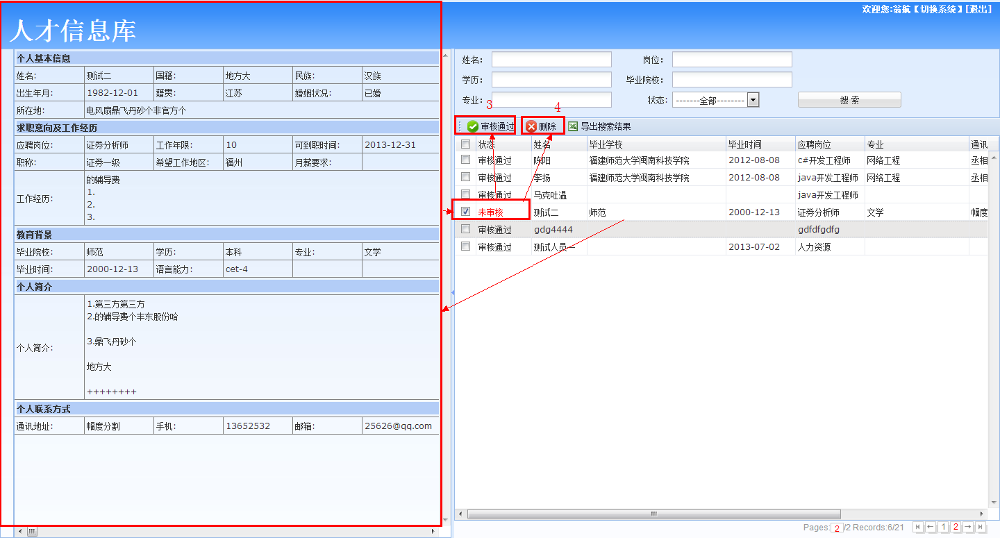 欢迎您:翁航【切换系统】[退出]
人才信息库
个人基本信息
姓名: 测试二 国籍: 地方大 民族: 汉族
出生年月: 1982-12-01 籍贯: 江苏 婚姻状况: 已婚
所在地: 电风扇鼎飞丹砂个非官方个
求职意向及工作经历
应聘岗位: 证券分析师 工作年限: 10 可到职时间: 2013-12-31
职称: 证券一级 希望工作地区: 福州 月薪要求:
工作经历:
的辅导费
1.
2.
3.
教育背景
毕业院校: 师范 学历: 本科 专业: 文学
毕业时间: 2000-12-13 语言能力: cet-4
个人简介
个人简介:
1.第三方第三方
2.的辅导费个丰东股份哈
3.鼎飞丹砂个
地方大
++++++++
个人联系方式
通讯地址: 幅度分割 手机: 13652532 邮箱: 25626@qq.com
姓名: 岗位:
学历: 毕业院校:
专业: 状态: -------全部-------- 搜 索
3 4
审核通过 删除 导出搜索结果
状态 姓名 毕业学校 毕业时间 应聘岗位 专业 通讯
审核通过 陈阳 福建师范大学闽南科技学院 2012-08-08 c#开发工程师 网络工程 丞相
审核通过 李扬 福建师范大学闽南科技学院 2012-08-08 java开发工程师 网络工程 丞相
审核通过 马克吐温 java开发工程师
未审核 测试二 师范 2000-12-13 证券分析师 文学 幅度
审核通过 gdg4444 gdfdfgdfg
审核通过 测试人员一 2013-07-02 人力资源
Pages: 2 /2 Records:6/21 1 2